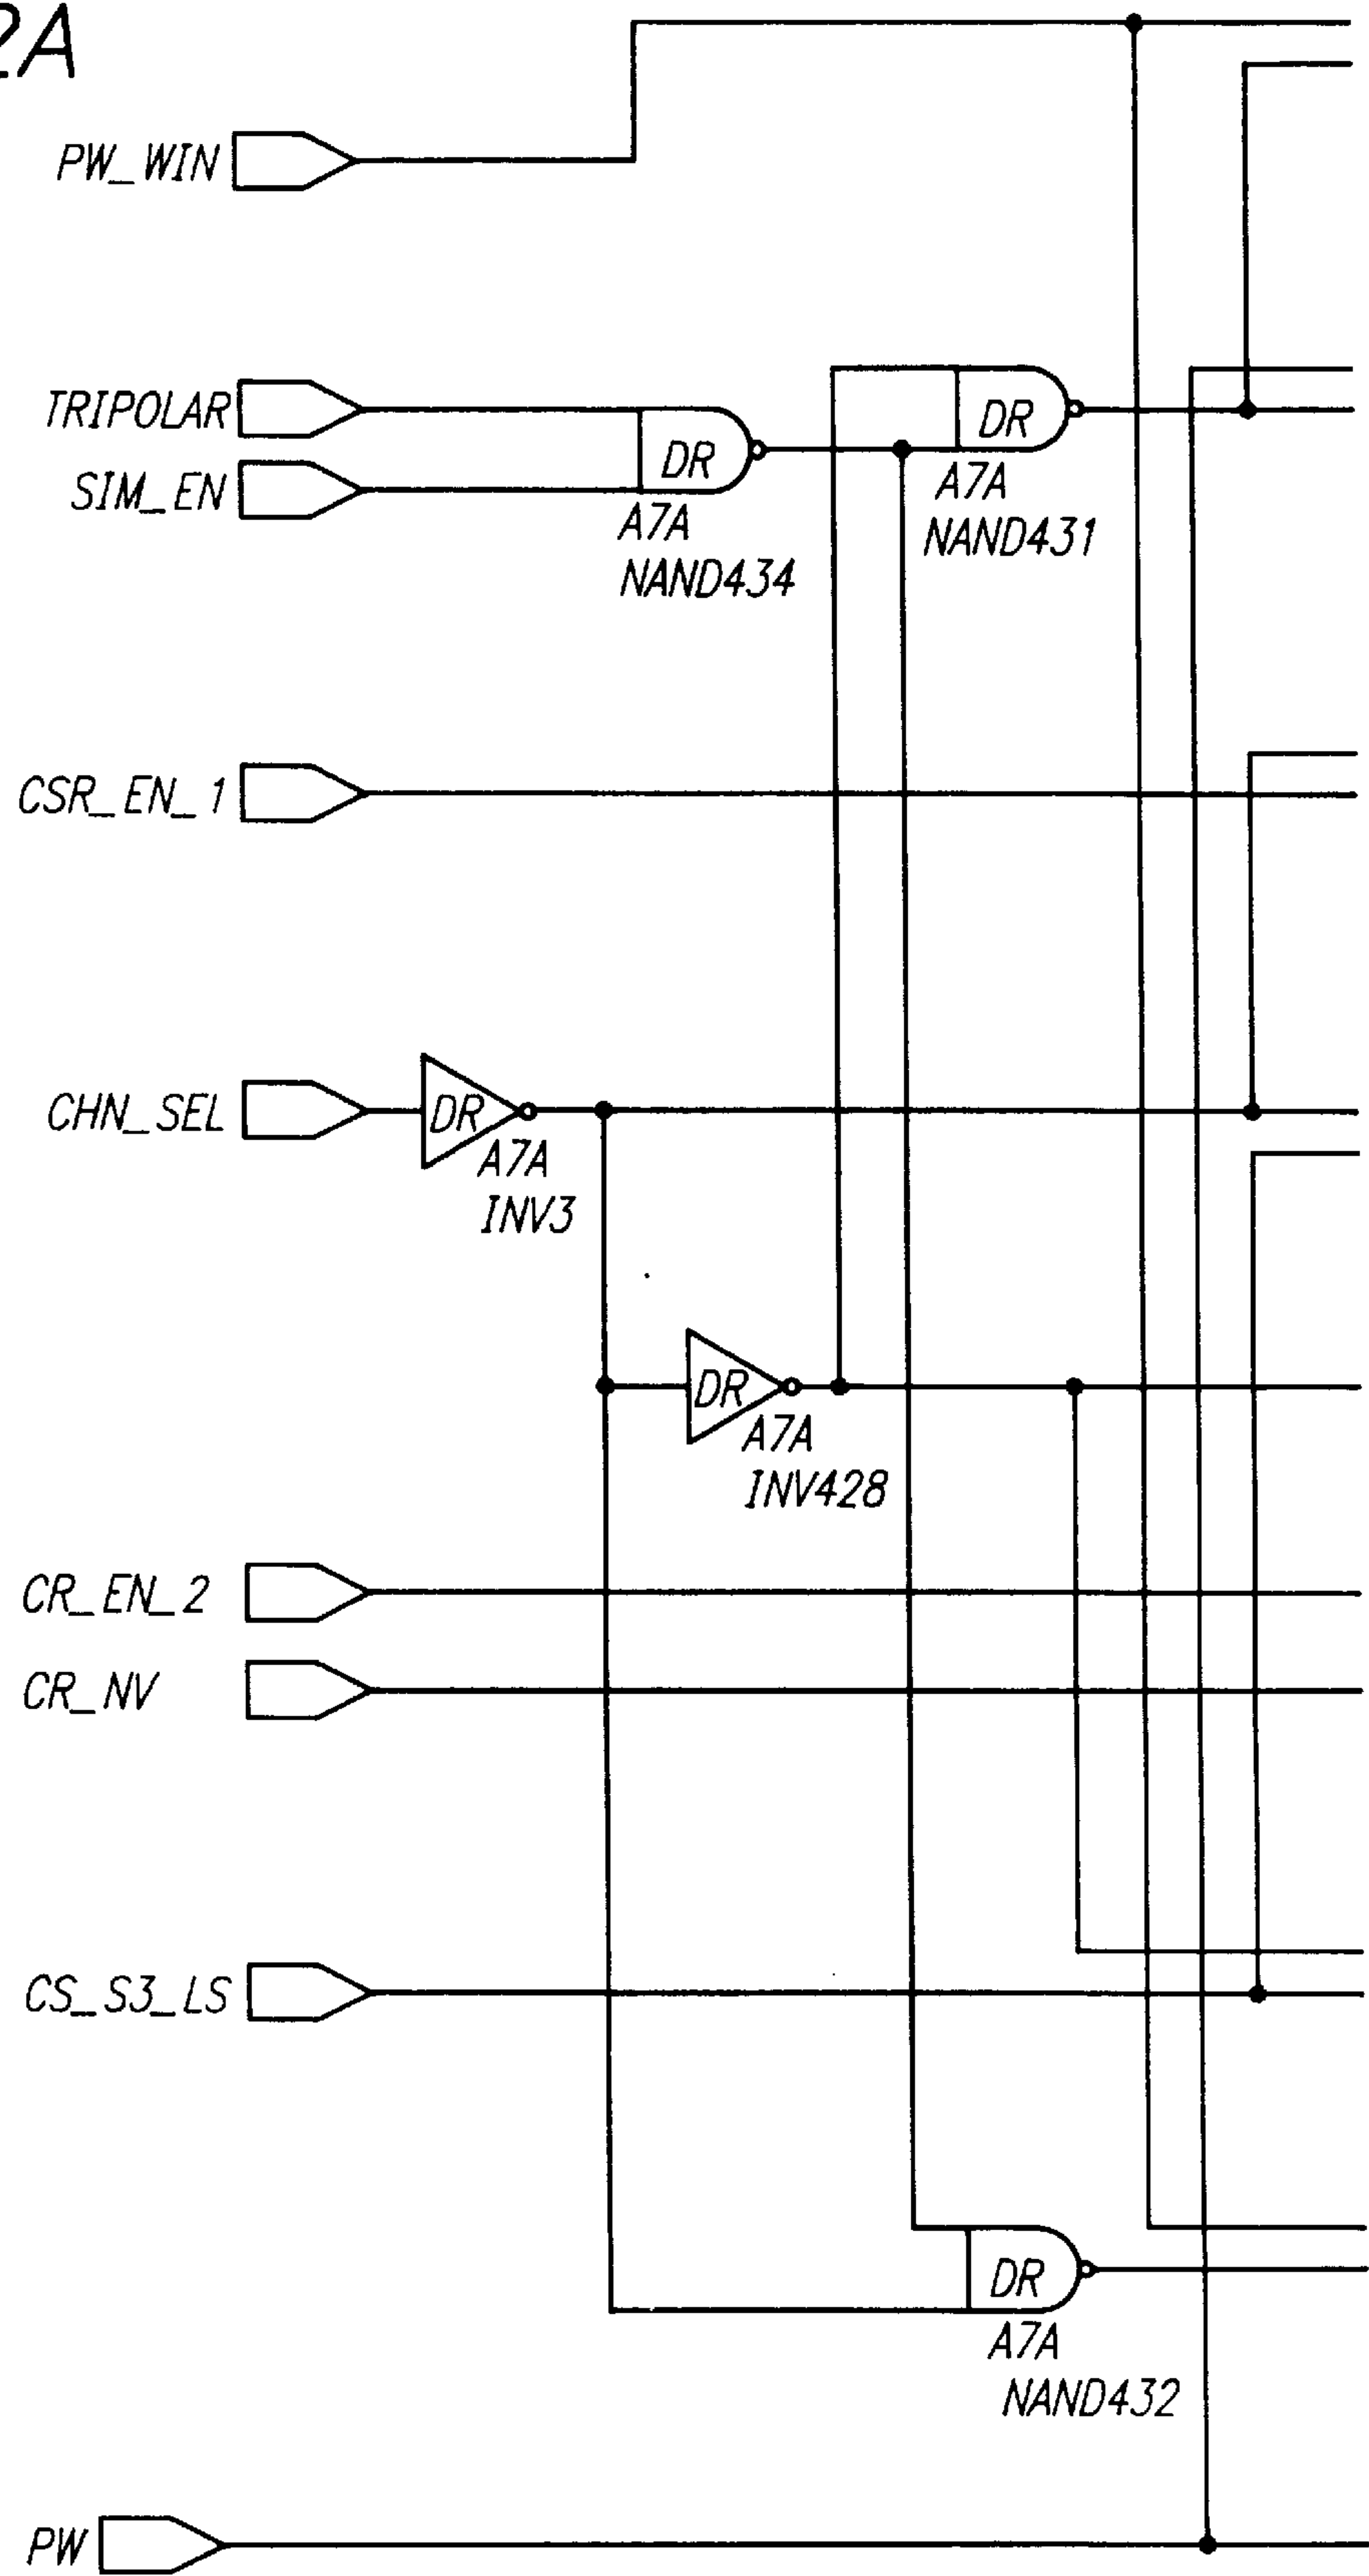 2A
PW_WIN
TRIPOLAR
DR
DR
SIM_EN
A7A
NAND431
A7A
NAND434
CSR_EN_1
CHN_SEL
DR
A7A
INV3
DR
A7A
INV428
CR_EN_2
CR_NV
CS_S3_LS
DR
A7A
NAND432
PW